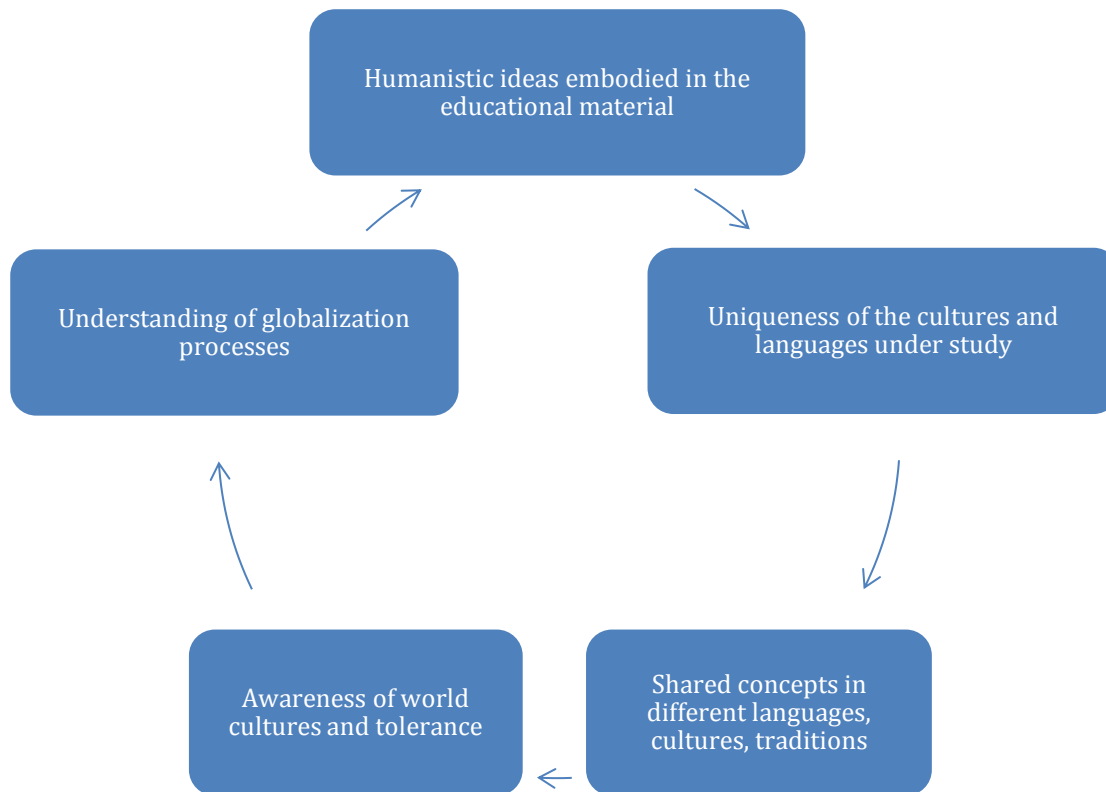 Humanistic ideas embodied in the
educational material
Uniqueness of the cultures and
languages under study
Shared concepts in
different languages,
cultures, traditions
Awareness of world
cultures and tolerance
Understanding of globalization
processes